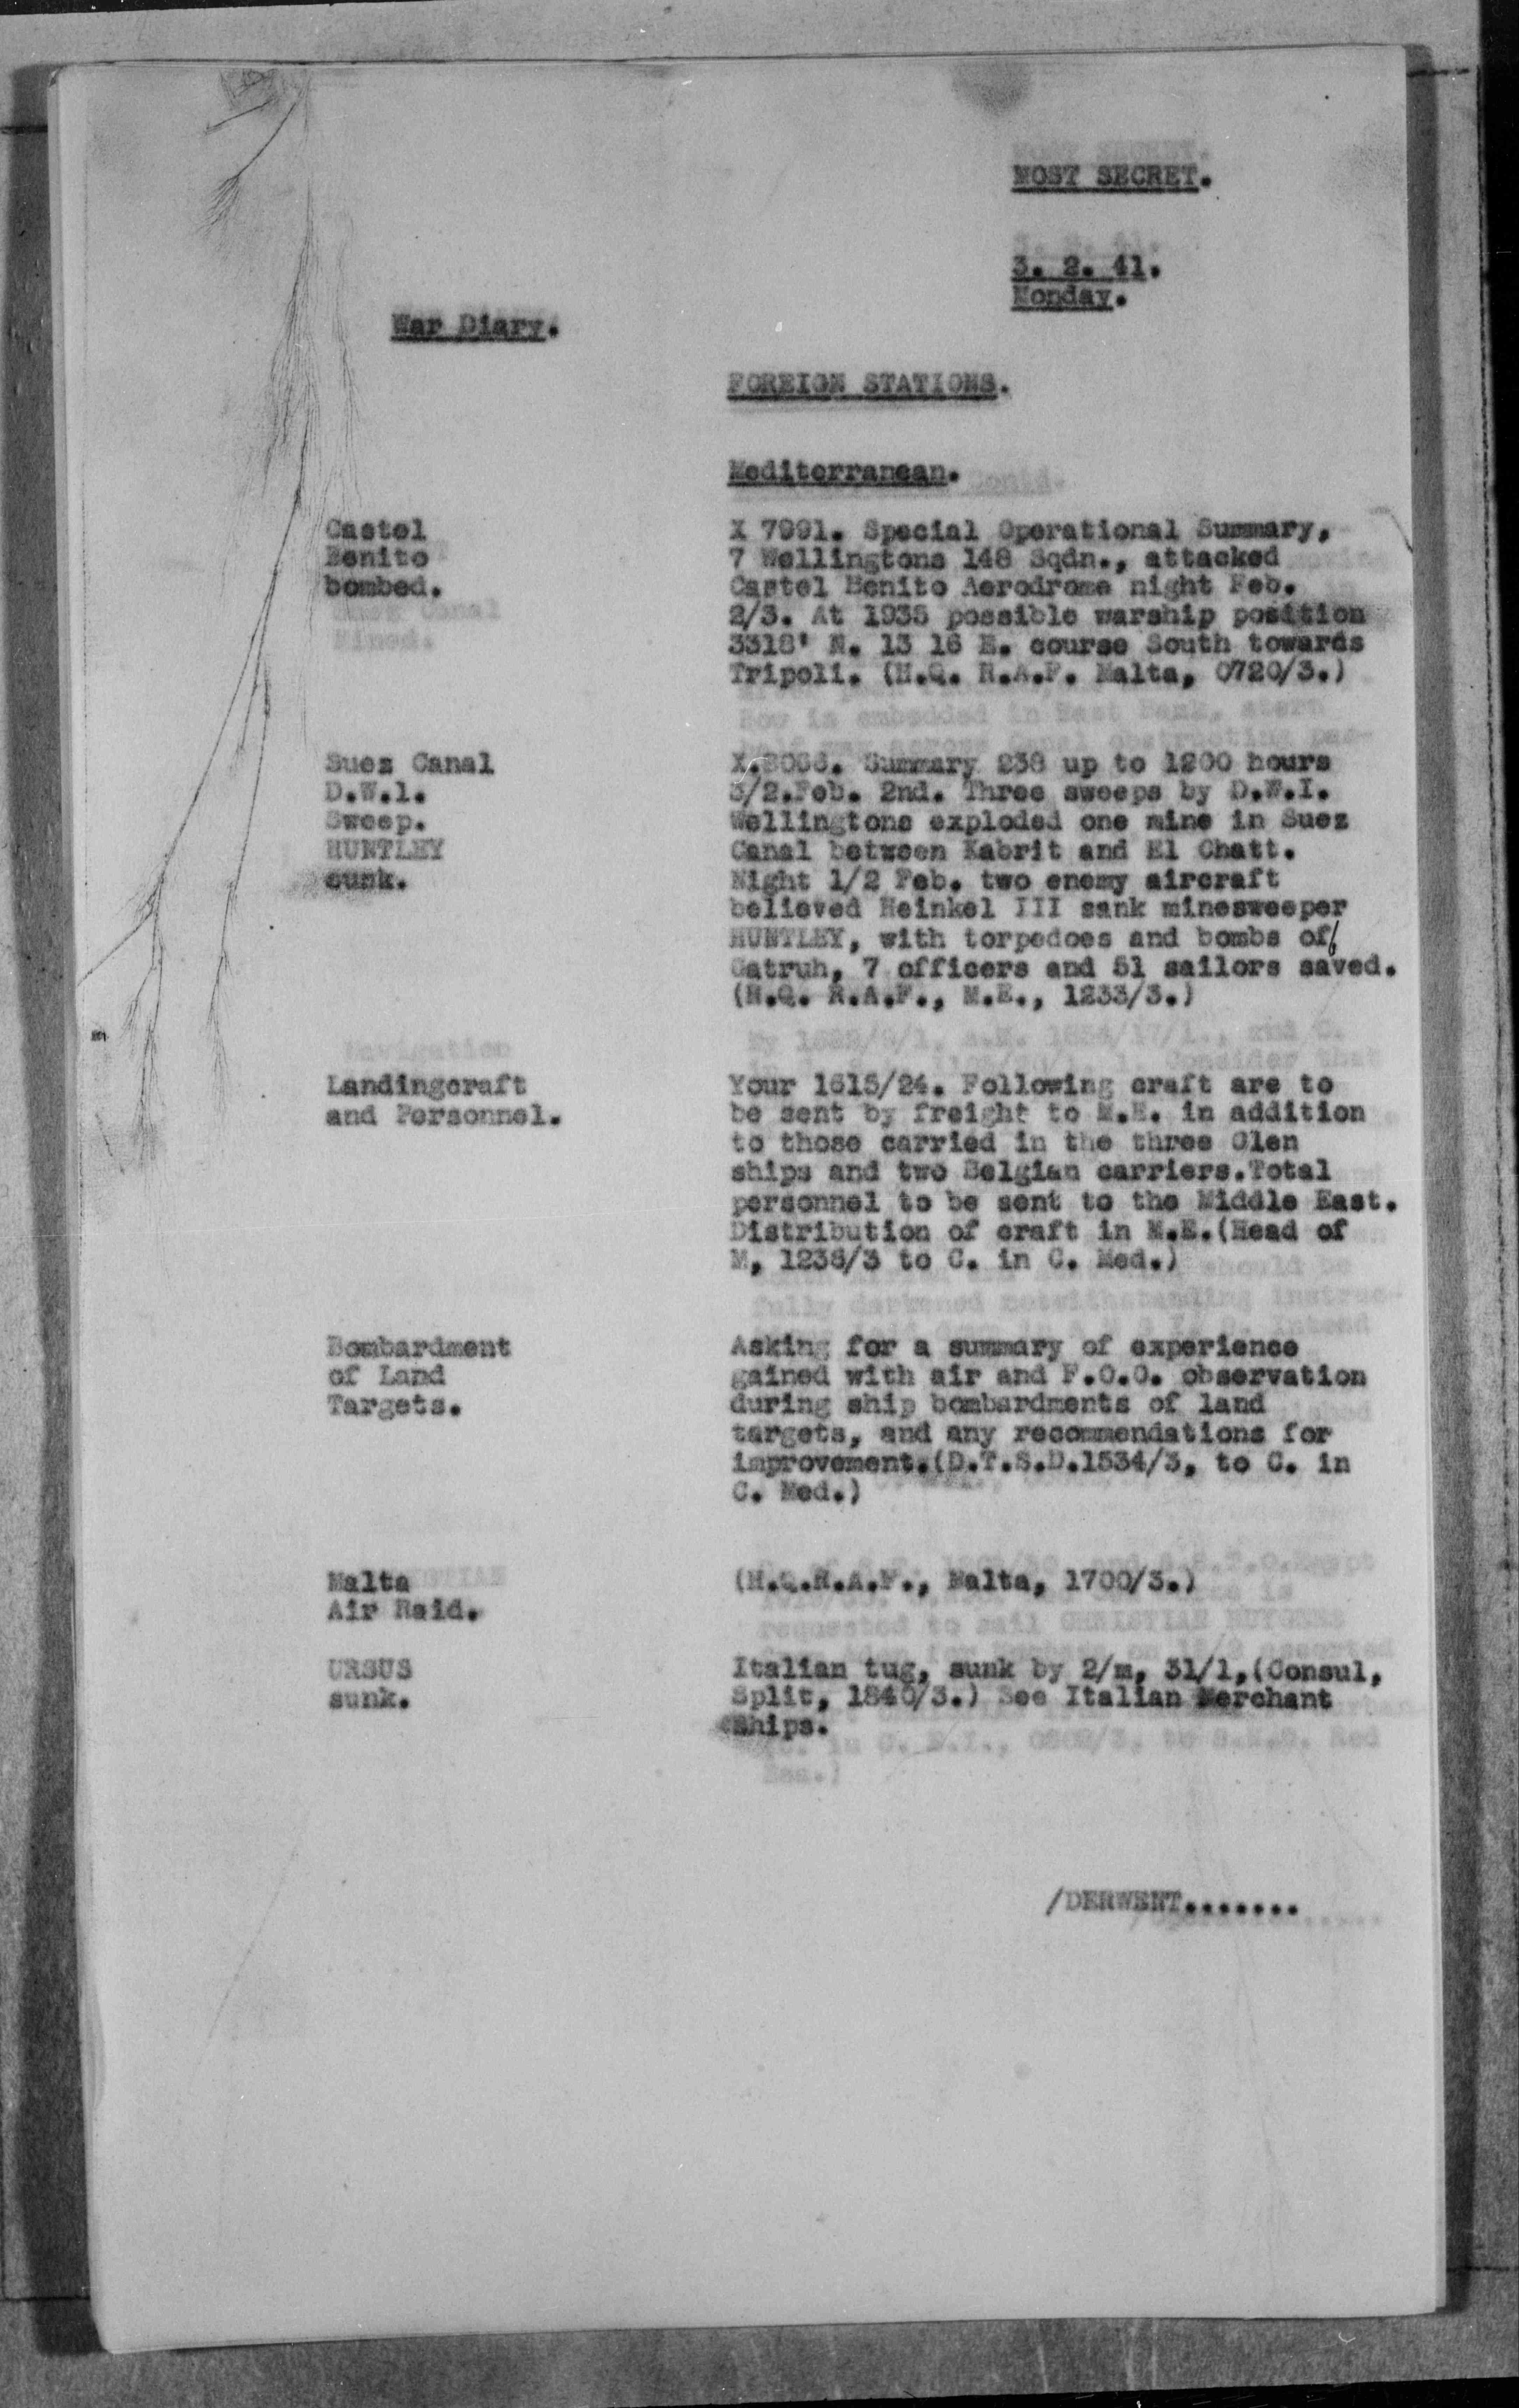 MOST SECRET.
3. 2. 41.
Monday.
War Diary.
FOREIGN STATIONS.
Mediterranean.
Castel
Benito
bombed.
X 7991. Special Operational Summary,
7 Wellingtons 148 Sqdn., attacked
Castel Benito Aerodrome night Feb.
2/3. At 1935 possible warship position
3318' N. 13 16 E. course South towards
Tripoli. (H.Q. R.A.F. Malta, 0720/3.)
Suez Canal
D.W.1.
Sweep.
HUNTLEY
sunk.
Summary 238 up to 1200 hours
3/2.Feb. 2nd. Three sweeps by D.W.I.
Wellingtons exploded one mine in Suez
Canal between Kabrit and El Chatt.
Night 1/2 Feb. two enemy aircraft
believed Heinkel III sank minesweeper
HUNTLEY, with torpedoes and bombs off
Catruh, 7 officers and 51 sailors saved.
(H.Q. R.A.F., M.E., 1233/3.)
Landingcraft
and Personnel.
Your 1615/24. Following craft are to
be sent by freight to M.E. in addition
to those carried in the three Glen
ships and two Belgian carriers.Total
personnel to be sent to the Middle East.
Distribution of craft in M.E.(Head of
M, 1236/3 to C. in C. Med.)
Bombardment
of Land
Targets.
Asking for a summary of experience
gained with air and F.O.O. observation
during ship bombardments of land
targets, and any recommendations for
improvement.(D.T.S.D.1534/3, to C. in
C. Med.)
Malta
Air Raid.
(H.Q.R.A.F., Malta, 1700/3.)
URSUS
sunk.
Italian tug, sunk by 2/m, 31/1,(Consul,
Split, 1840/3.) See Italian Merchant
Ships.
/DERWENT.......